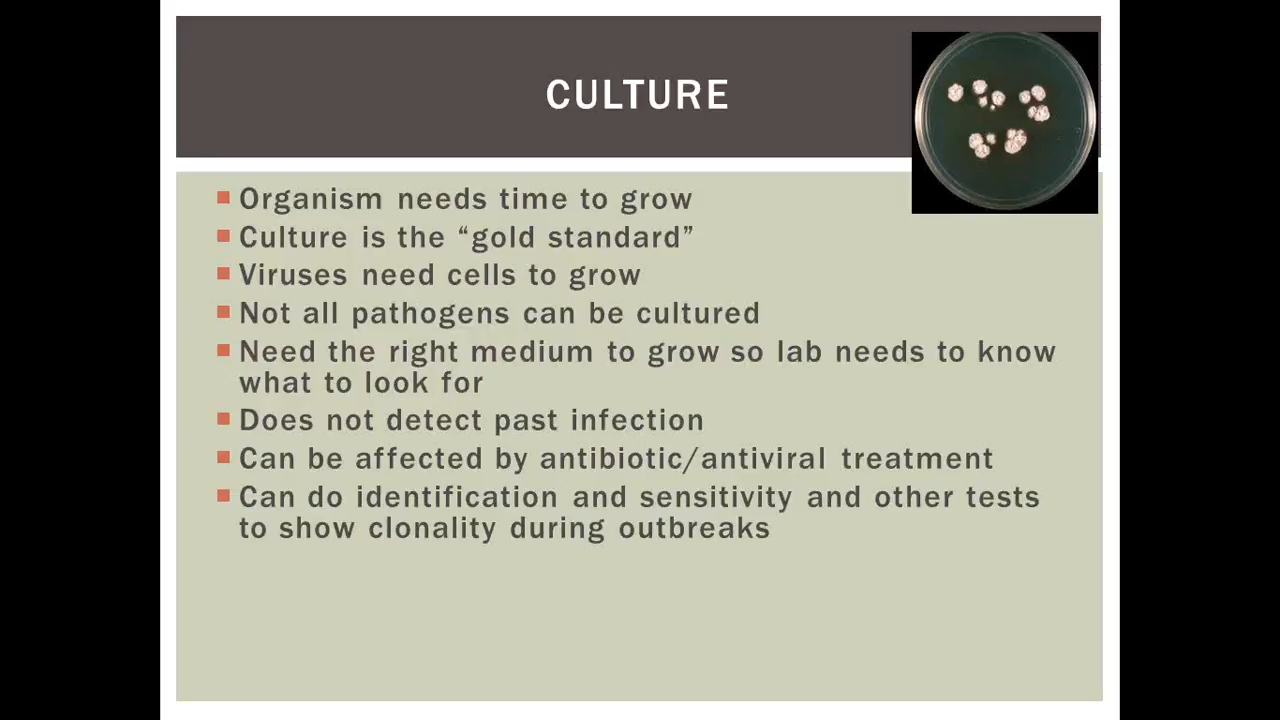 CULTURE
Organism needs time to grow
Culture is the “gold standard”
Viruses need cells to grow
Not all pathogens can be cultured
Need the right medium to grow so lab needs to know
what to look for
Does not detect past infection
Can be affected by antibiotic/antiviral treatment
Can do identification and sensitivity and other tests
to show clonality during outbreaks